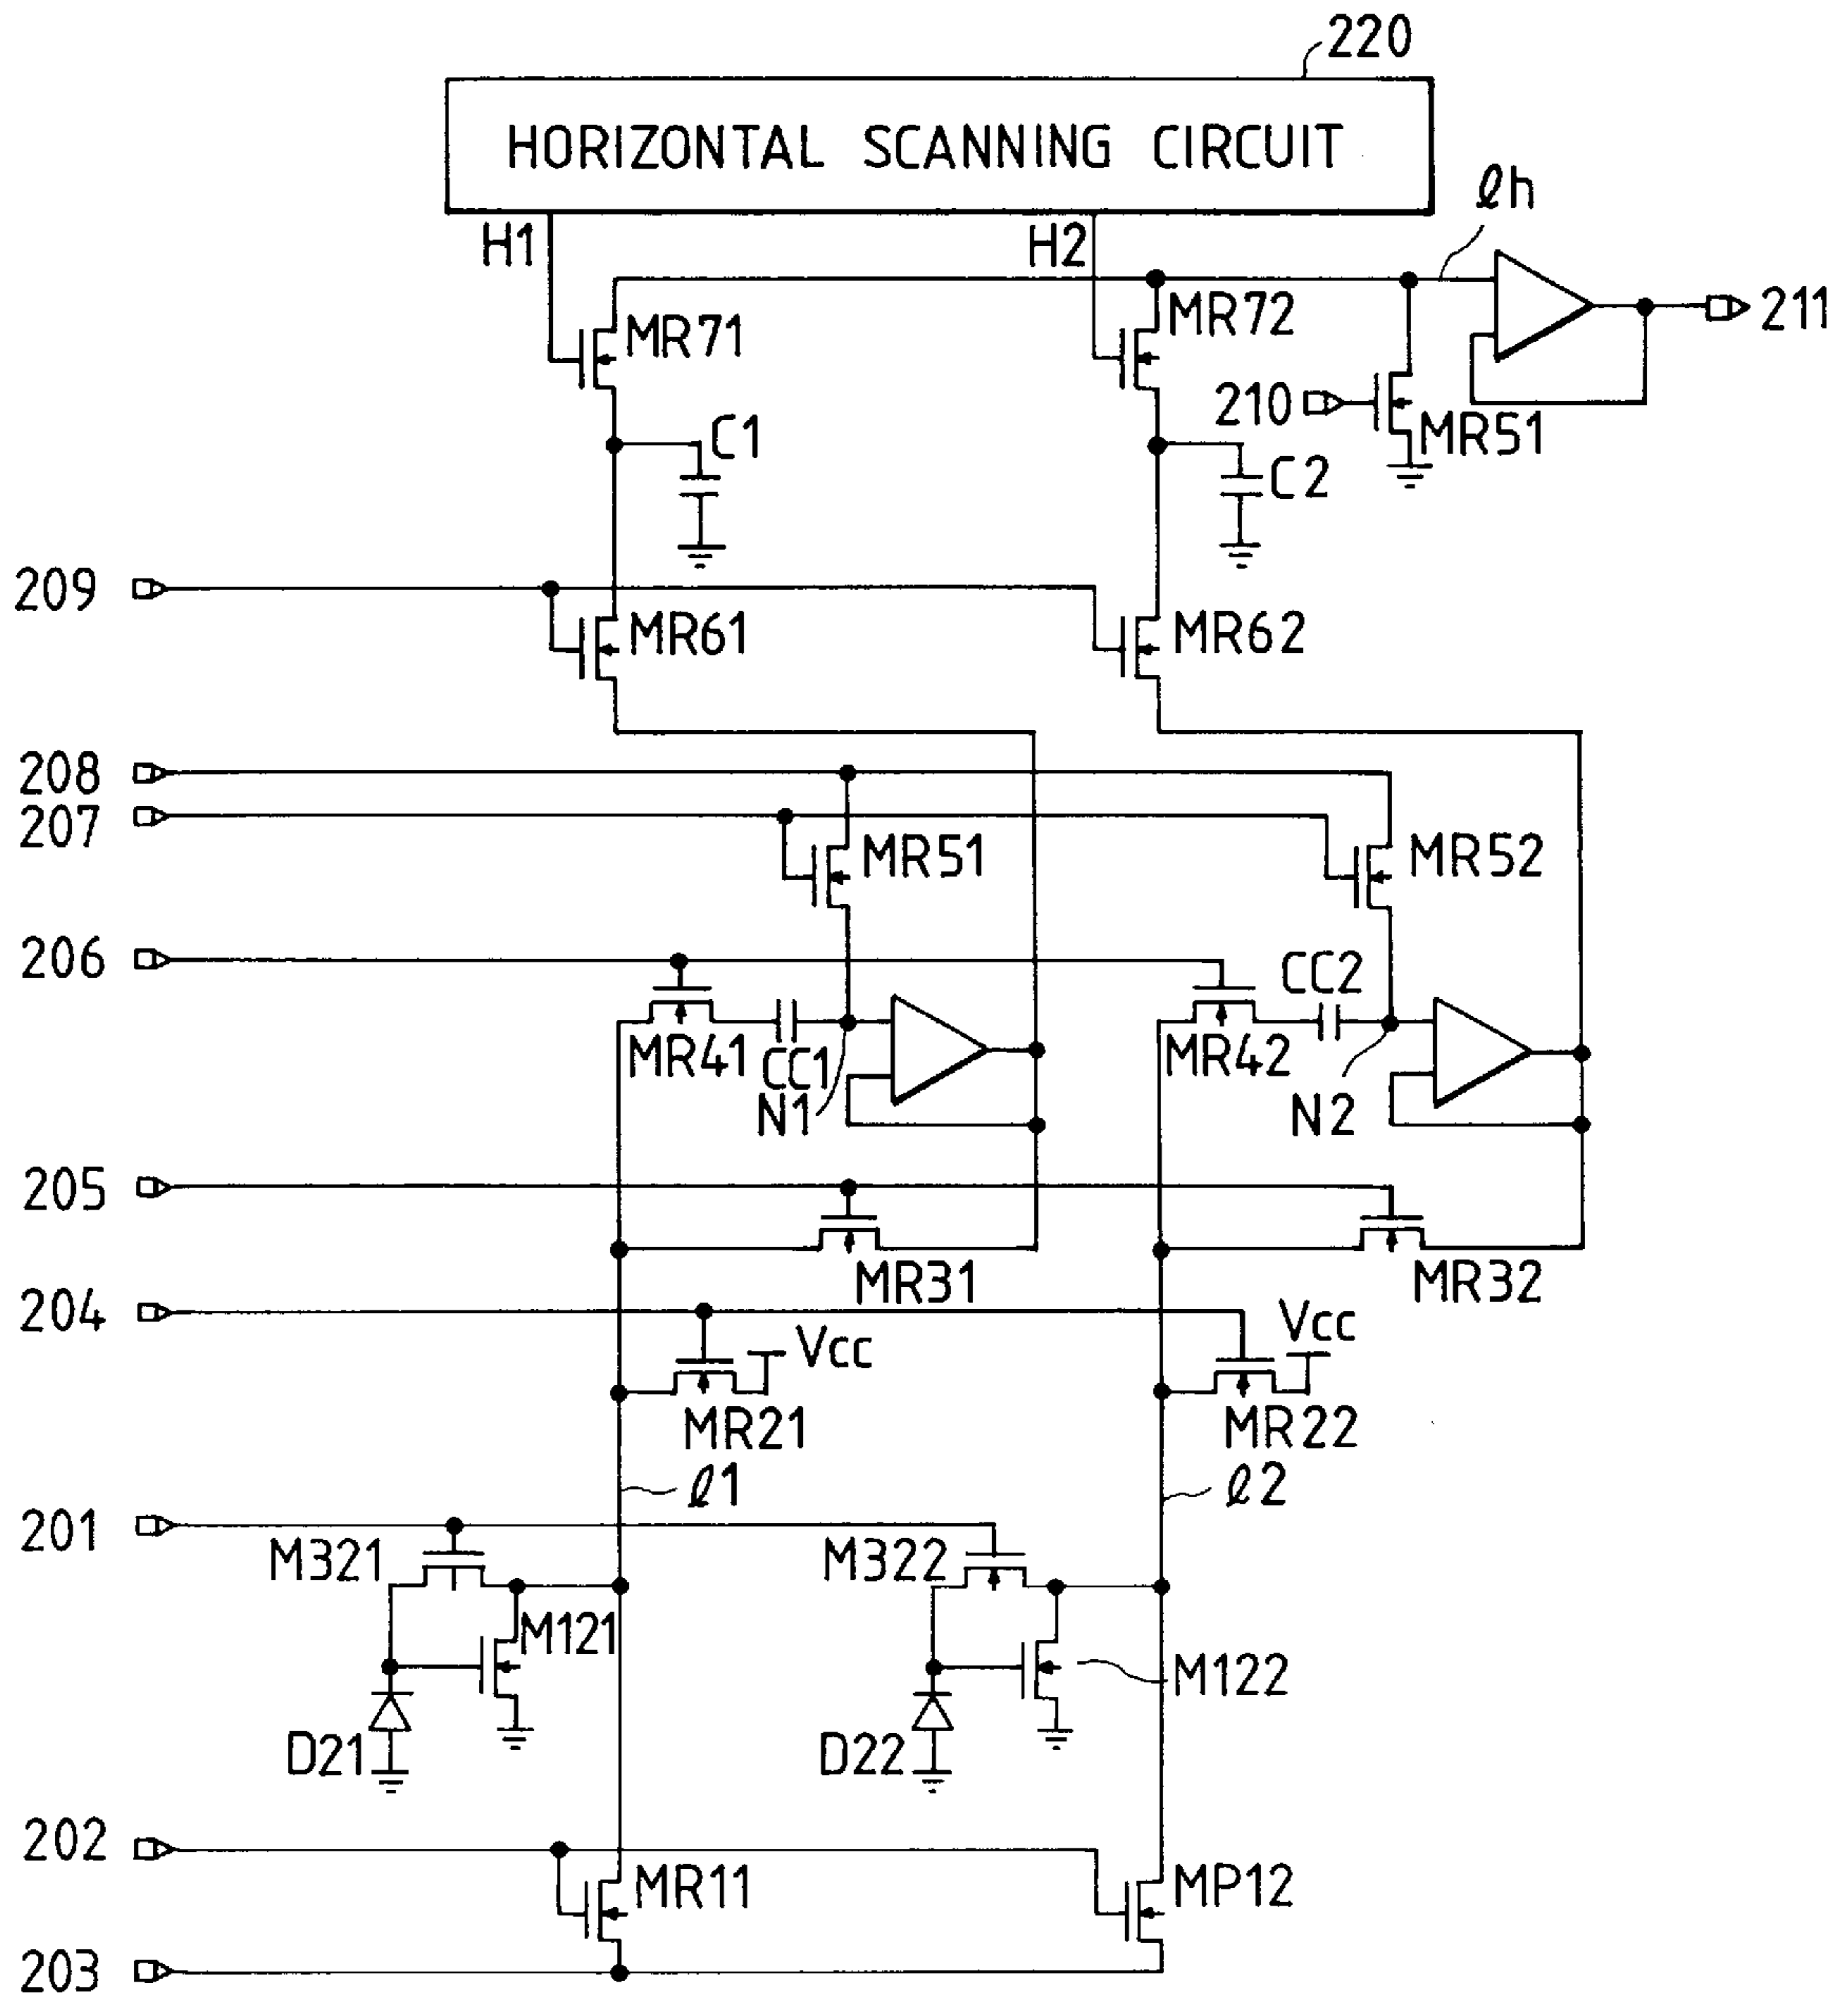 220
HORIZONTAL SCANNING CIRCUIT
ℓh
H1
H2
MR71
MR72
211
210
MR51
C1
C2
209
MR61
MR62
208
207
MR51
MR52
206
CC2
MR41
CC1
MR42
N1
N2
205
MR31
MR32
204
Vcc
Vcc
MR21
MR22
ℓ1
ℓ2
201
M321
M322
M121
M122
D21
D22
202
MR11
MP12
203